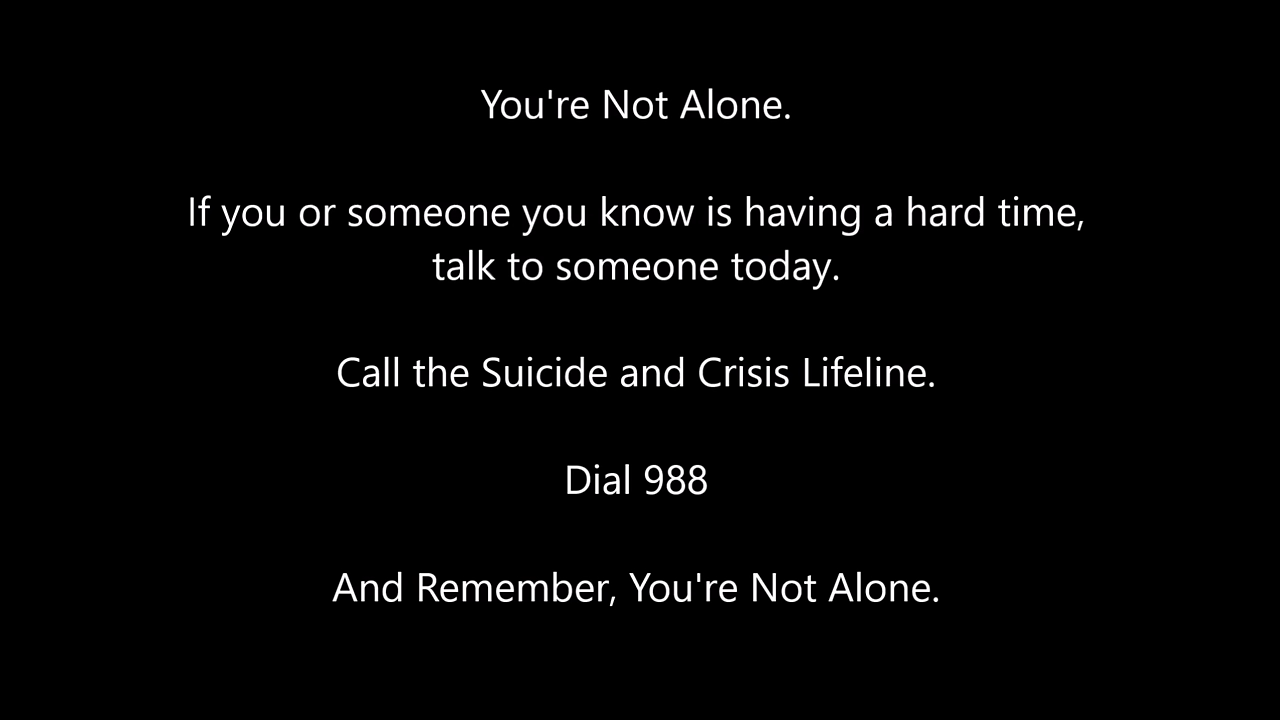 You're Not Alone.
If you or someone you know is having a hard time,
talk to someone today.
Call the Suicide and Crisis Lifeline.
Dial 988
And Remember, You're Not Alone.